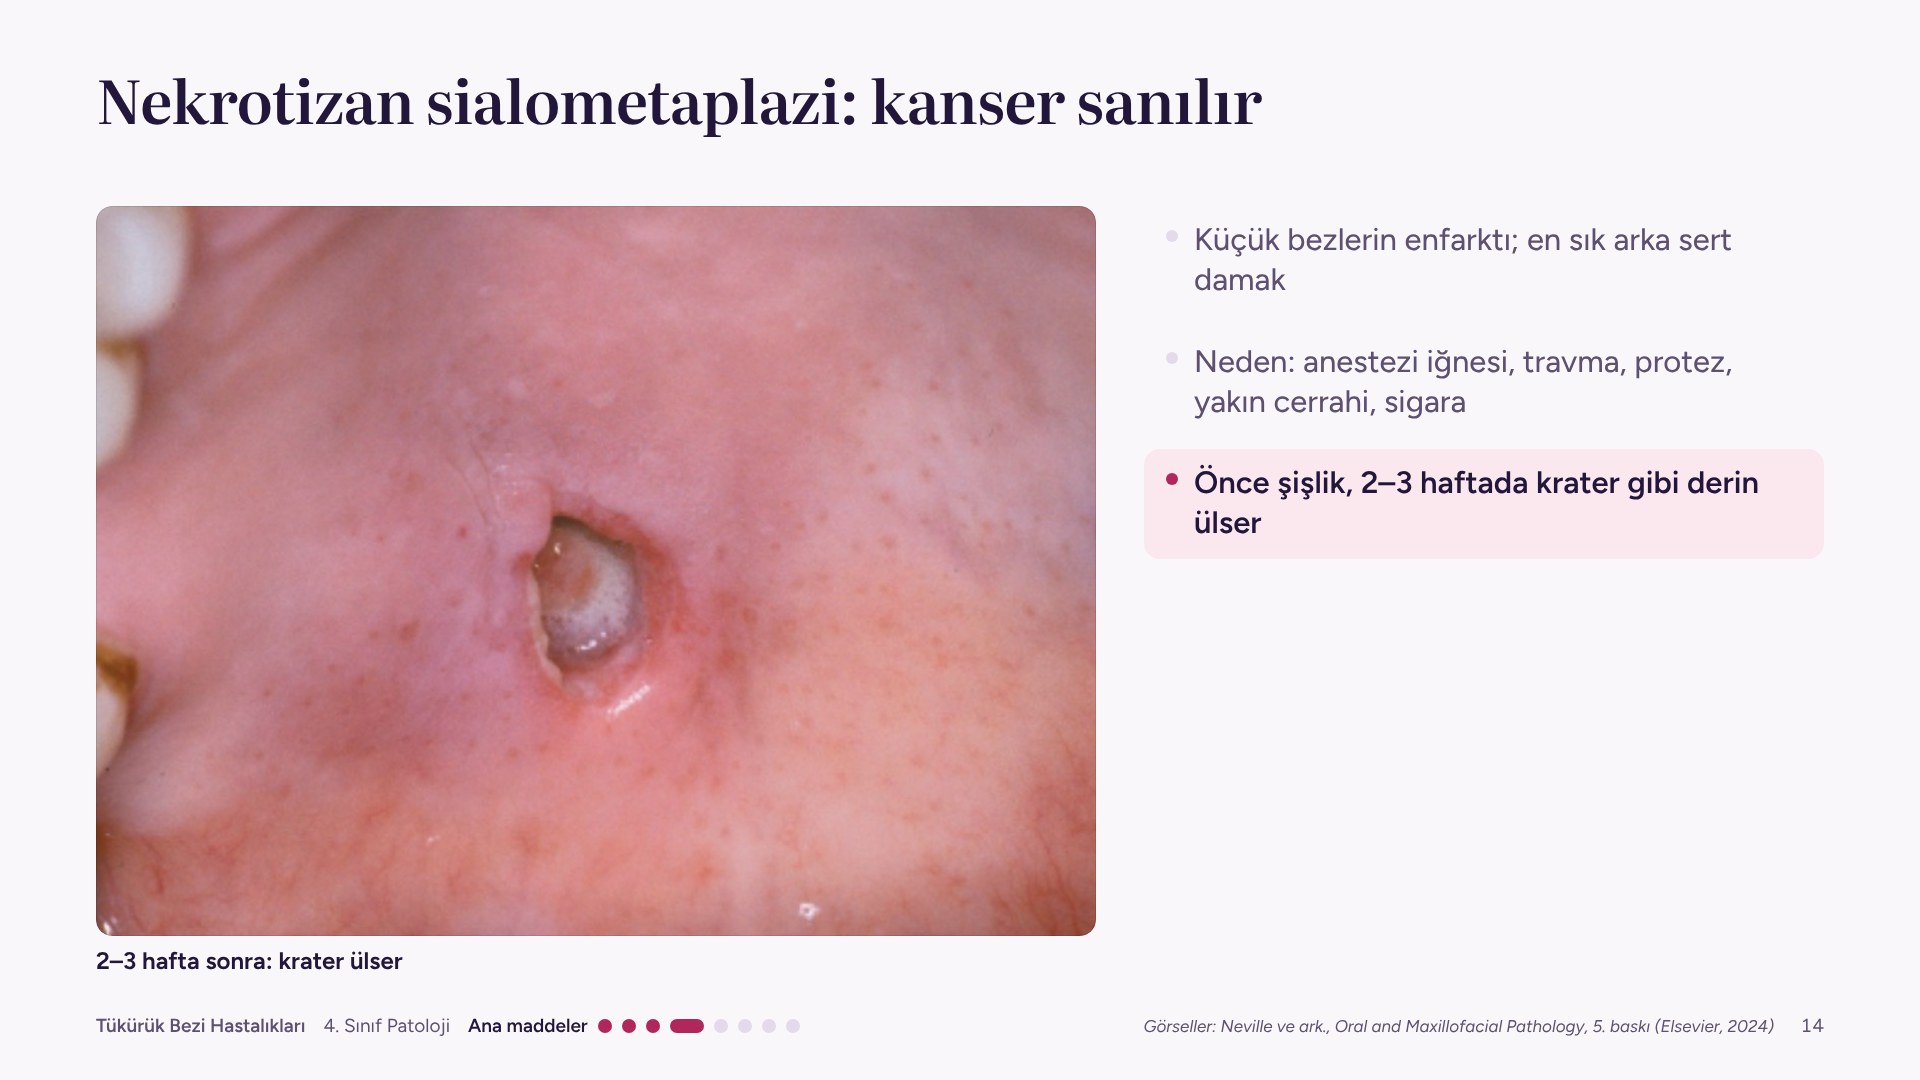 Nekrotizan sialometaplazi: kanser sanılır
Küçük bezlerin enfarktı; en sık arka sert
damak
Neden: anestezi iğnesi, travma, protez,
yakın cerrahi, sigara
Önce şişlik, 2–3 haftada krater gibi derin
ülser
2–3 hafta sonra: krater ülser
Tükürük Bezi Hastalıkları 4. Sınıf Patoloji Ana maddeler
Görseller: Neville ve ark., Oral and Maxillofacial Pathology, 5. baskı (Elsevier, 2024) 14